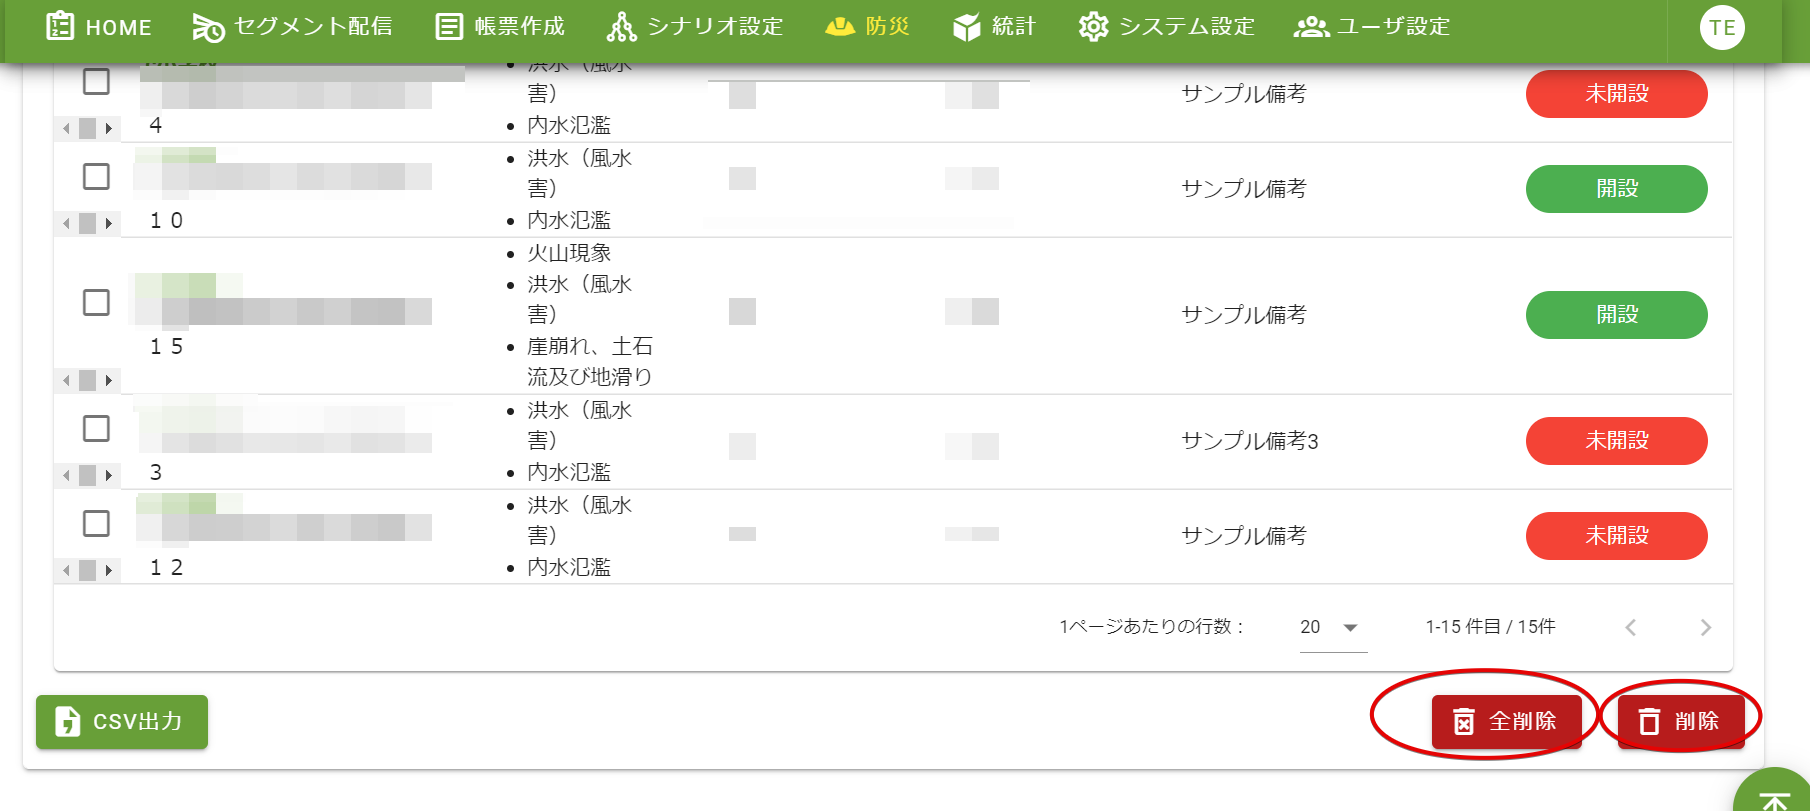 HOME セグメント配信 帳票作成 シナリオ設定 防災 統計 システム設定 ユーザ設定 TE
洪水（風水
害）
サンプル備考 未開設
4
内水氾濫
洪水（風水
害）
サンプル備考 開設
１０
内水氾濫
火山現象
洪水（風水
害）
サンプル備考 開設
１５
崖崩れ、土石
流及び地滑り
洪水（風水
害）
サンプル備考3 未開設
3
内水氾濫
洪水（風水
害）
サンプル備考 未開設
１２
内水氾濫
1ページあたりの行数： 20 1-15 件目 / 15件
CSV出力 全削除 削除